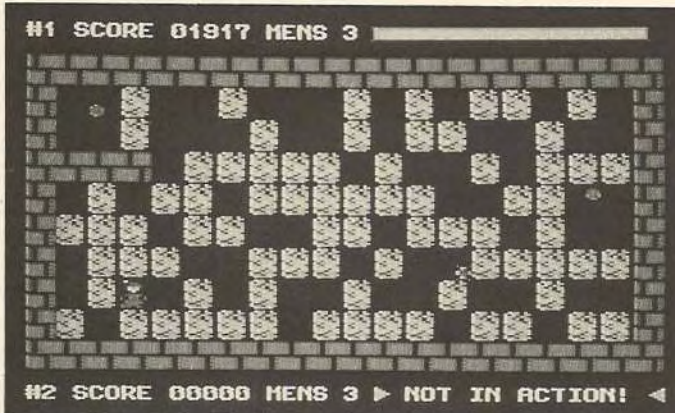 #1 SCORE 01917 MENS 3
#2 SCORE 00000 MENS 3 ▶ NOT IN ACTION! ◀